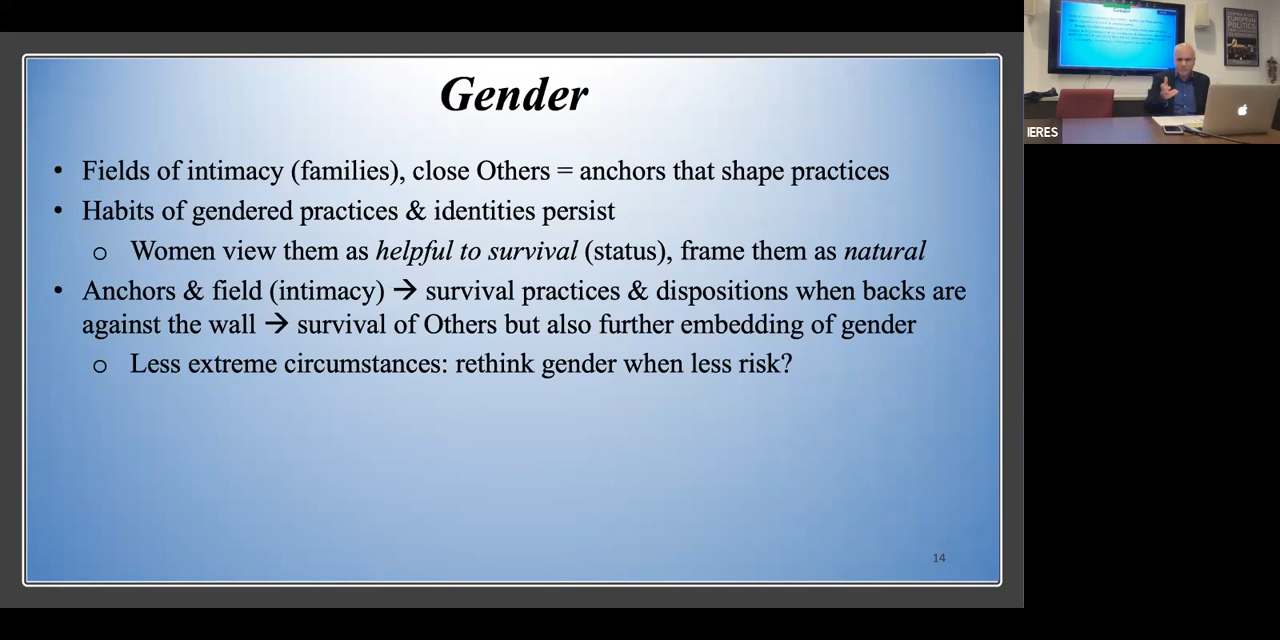 Gender
• Fields of intimacy (families), close Others = anchors that shape practices
• Habits of gendered practices & identities persist
o Women view them as helpful to survival (status), frame them as natural
• Anchors & field (intimacy) → survival practices & dispositions when backs are
against the wall → survival of Others but also further embedding of gender
o Less extreme circumstances: rethink gender when less risk?
14
EUROPEAN
POLITICS
IERES